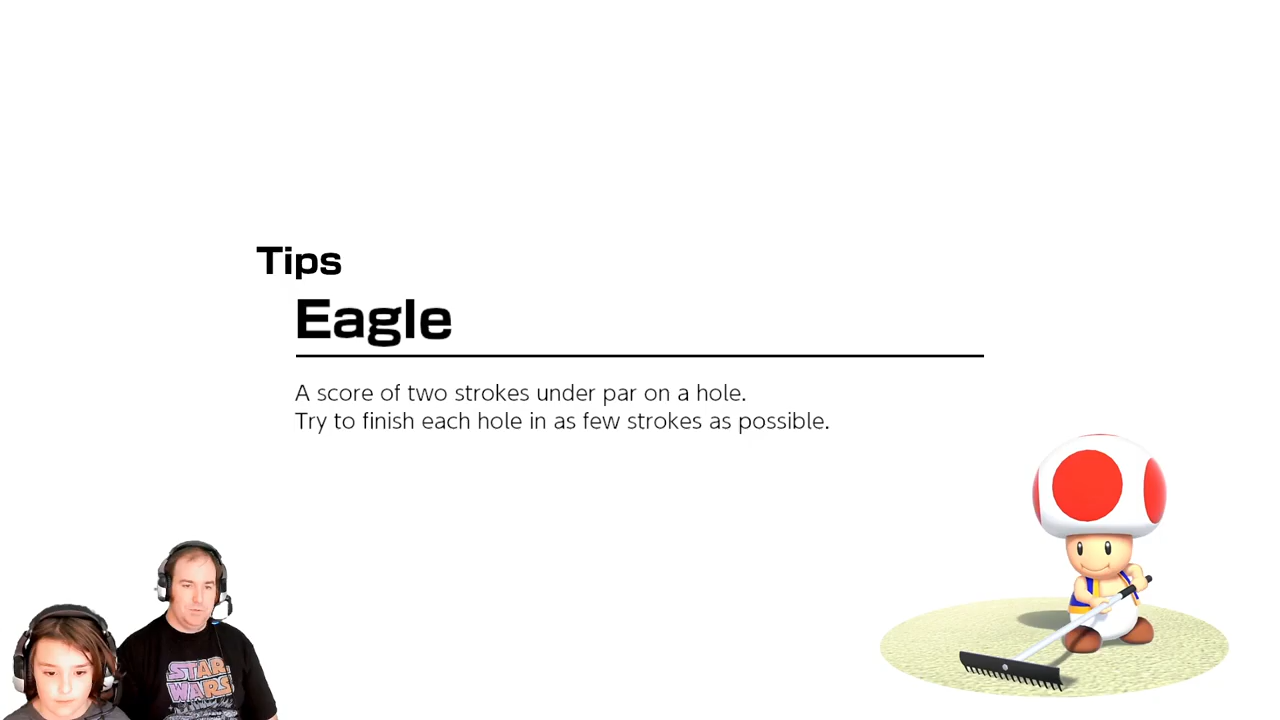 Tips
Eagle
A score of two strokes under par on a hole.
Try to finish each hole in as few strokes as possible.
STAR
WARS